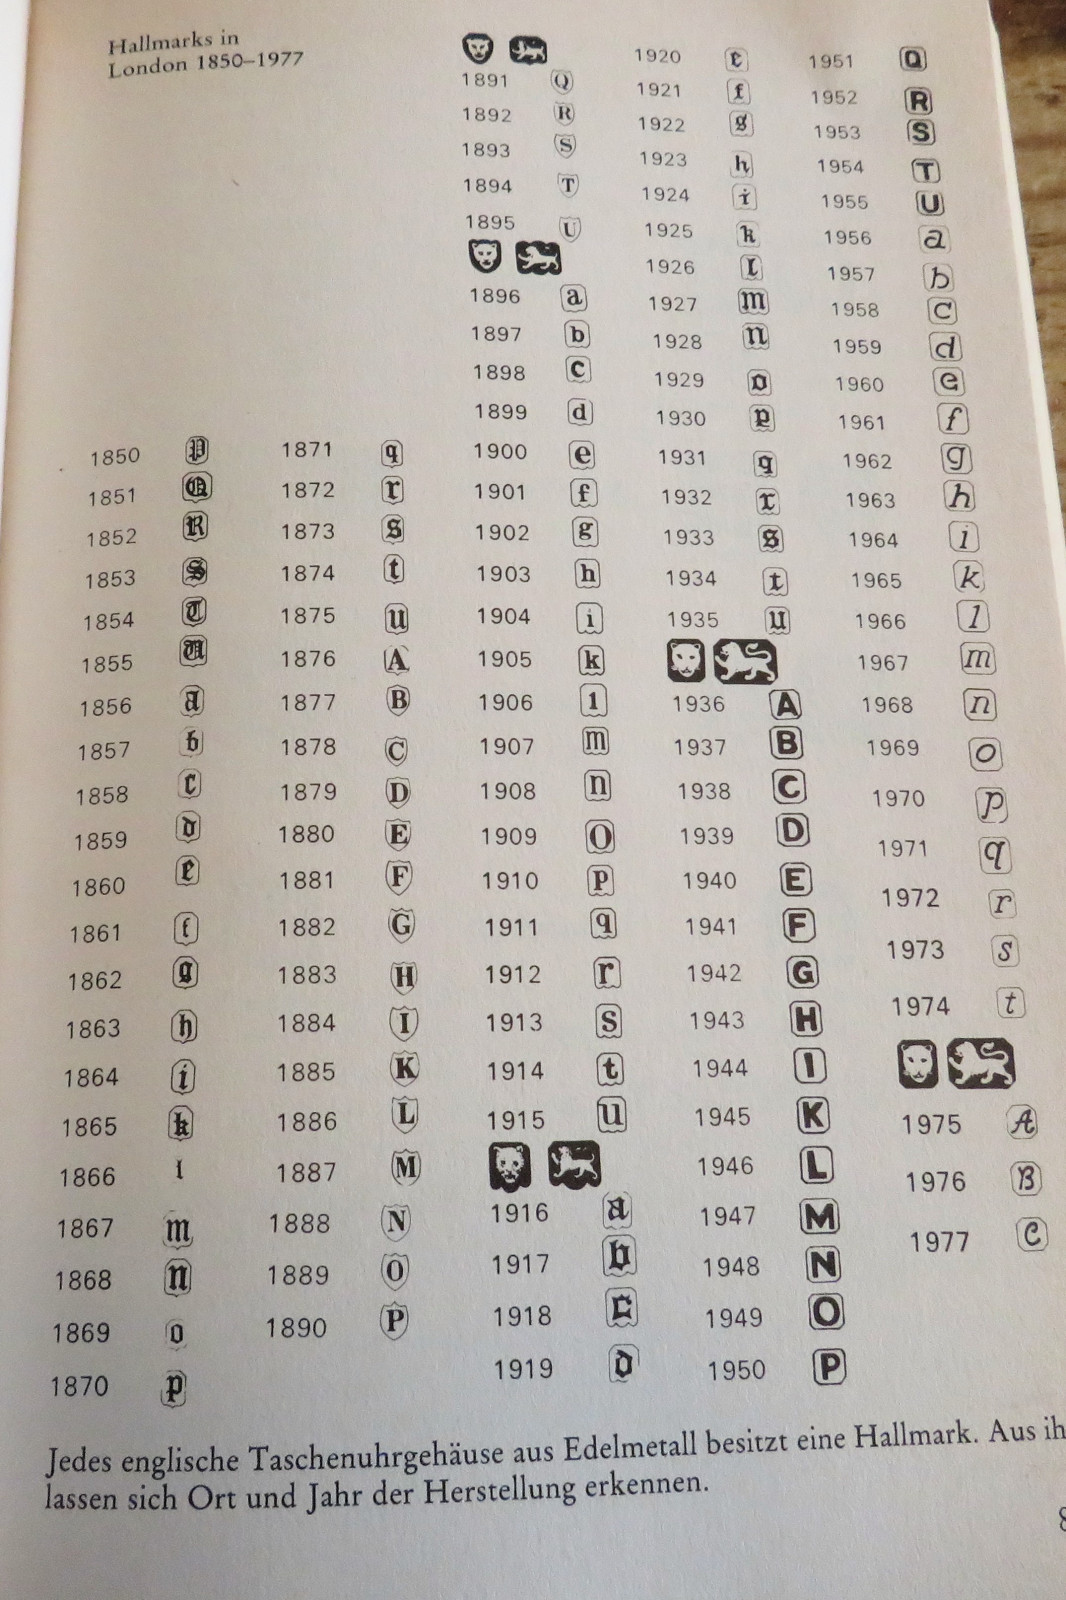 Hallmarks in
London 1850–1977
1850 P
1851 Q
1852 R
1853 S
1854 T
1855 U
1856 a
1857 b
1858 c
1859 d
1860 e
1861 f
1862 g
1863 h
1864 i
1865 k
1866 l
1867 m
1868 n
1869 o
1870 p
1871 q
1872 r
1873 s
1874 t
1875 u
1876 A
1877 B
1878 C
1879 D
1880 E
1881 F
1882 G
1883 H
1884 I
1885 K
1886 L
1887 M
1888 N
1889 O
1890 P
1891 Q
1892 R
1893 S
1894 T
1895 U
1896 a
1897 b
1898 c
1899 d
1900 e
1901 f
1902 g
1903 h
1904 i
1905 k
1906 l
1907 m
1908 n
1909 o
1910 p
1911 q
1912 r
1913 s
1914 t
1915 u
1916 a
1917 b
1918 c
1919 d
1920 e
1921 f
1922 g
1923 h
1924 i
1925 k
1926 l
1927 m
1928 n
1929 o
1930 p
1931 q
1932 r
1933 s
1934 t
1935 u
1936 A
1937 B
1938 C
1939 D
1940 E
1941 F
1942 G
1943 H
1944 I
1945 K
1946 L
1947 M
1948 N
1949 O
1950 P
1951 Q
1952 R
1953 S
1954 T
1955 U
1956 a
1957 b
1958 c
1959 d
1960 e
1961 f
1962 g
1963 h
1964 i
1965 k
1966 l
1967 m
1968 n
1969 o
1970 p
1971 q
1972 r
1973 s
1974 t
1975 A
1976 B
1977 C
Jedes englische Taschenuhrgehäuse aus Edelmetall besitzt eine Hallmark. Aus
lassen sich Ort und Jahr der Herstellung erkennen.